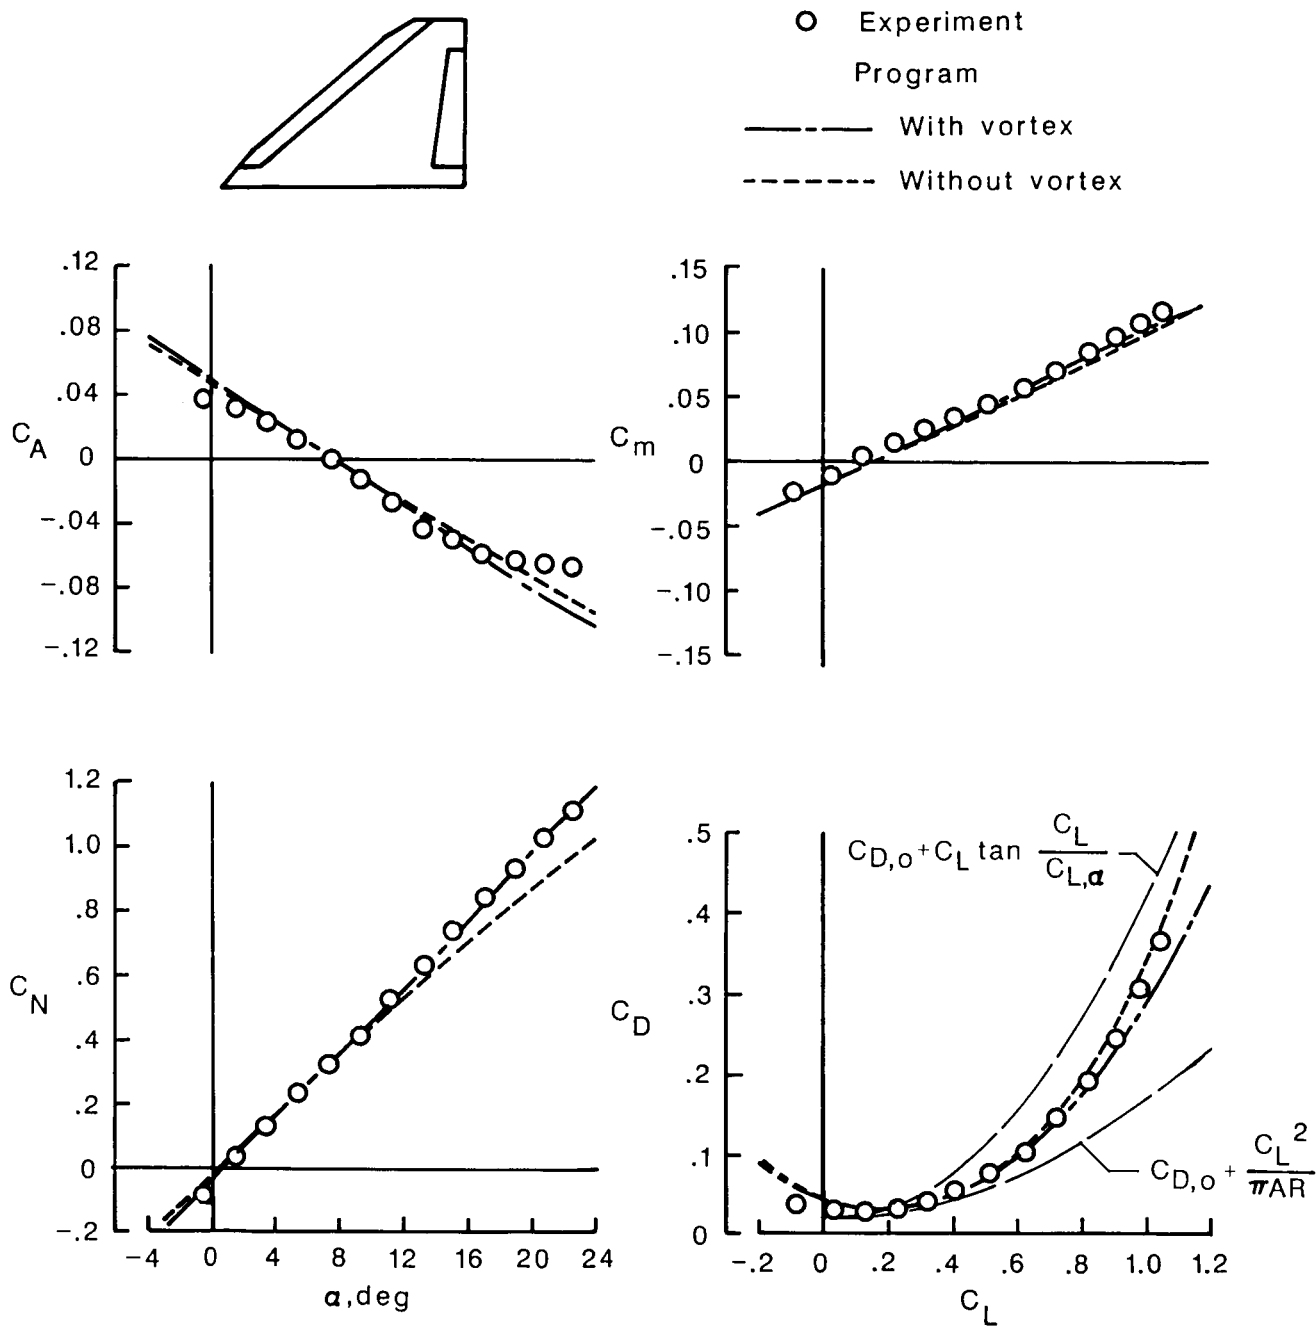 Experiment
Program
With vortex
Without vortex
.12
.08
.04
0
-.04
-.08
-.12
C_A
.15
.10
.05
0
-.05
-.10
-.15
C_m
1.2
1.0
.8
.6
.4
.2
0
-.2
C_N
-4 0 4 8 12 16 20 24
α, deg
.5
.4
.3
.2
.1
0
C_D
C_{D,o} + C_L tan C_L / C_{L,α}
C_{D,o} + C_L^2 / πAR
-.2 0 .2 .4 .6 .8 1.0 1.2
C_L